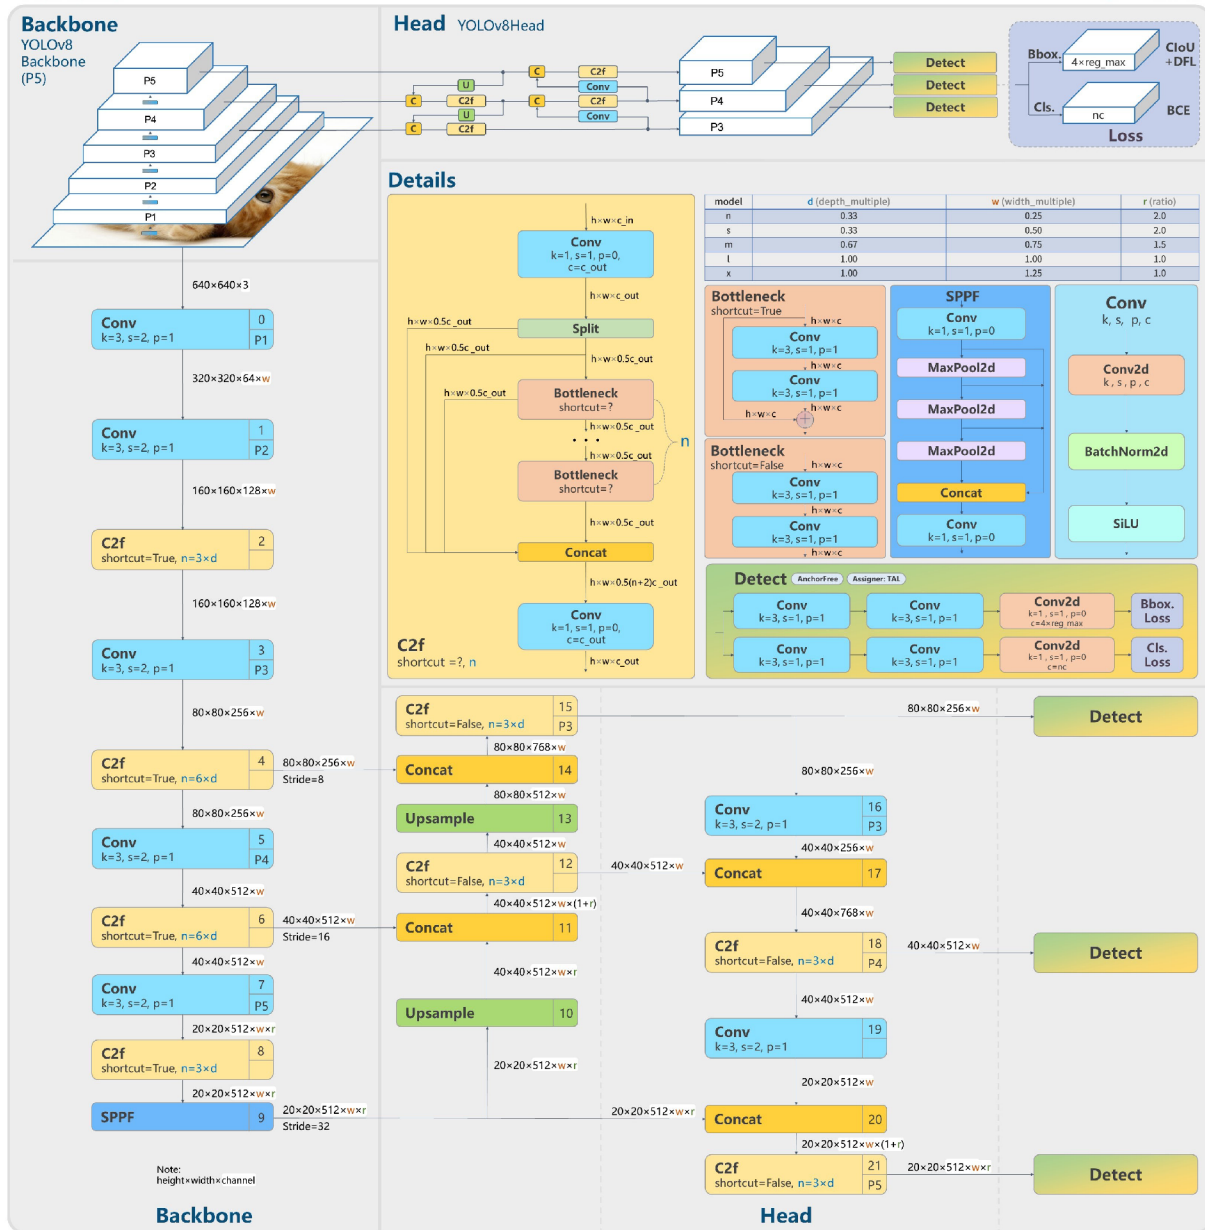 Backbone
YOLOv8
Backbone
(P5)
P5
P4
P3
P2
P1
Head YOLOv8Head
C
C2f
U
Conv
C
C2f
C
C2f
U
Conv
C
C2f
P5
P4
P3
Detect
Detect
Detect
Bbox.
4×reg_max
CIoU
+DFL
Cls.
nc
BCE
Loss
Details
h×w×c_in
Conv
k=1, s=1, p=0,
c=c_out
h×w×c_out
h×w×0.5c_out
Split
h×w×0.5c_out
h×w×0.5c_out
h×w×0.5c_out
Bottleneck
shortcut=?
h×w×0.5c_out
• • •
n
h×w×0.5c_out
Bottleneck
shortcut=?
h×w×0.5c_out
Concat
h×w×0.5(n+2)c_out
Conv
k=1, s=1, p=0,
c=c_out
C2f
shortcut =?, n
h×w×c_out
model d (depth_multiple) w (width_multiple) r (ratio)
n 0.33 0.25 2.0
s 0.33 0.50 2.0
m 0.67 0.75 1.5
l 1.00 1.00 1.0
x 1.00 1.25 1.0
Bottleneck
shortcut=True
h×w×c
Conv
k=3, s=1, p=1
h×w×c
Conv
k=3, s=1, p=1
h×w×c
h×w×c
+
Bottleneck
shortcut=False
h×w×c
Conv
k=3, s=1, p=1
h×w×c
Conv
k=3, s=1, p=1
h×w×c
SPPF
Conv
k=1, s=1, p=0
MaxPool2d
MaxPool2d
MaxPool2d
Concat
Conv
k=1, s=1, p=0
Conv
k, s, p, c
Conv2d
k, s, p, c
BatchNorm2d
SiLU
Detect AnchorFree Assigner: TAL
Conv
k=3, s=1, p=1
Conv
k=3, s=1, p=1
Conv2d
k=1, s=1, p=0
c=4×reg_max
Bbox.
Loss
Conv
k=3, s=1, p=1
Conv
k=3, s=1, p=1
Conv2d
k=1, s=1, p=0
c=nc
Cls.
Loss
640×640×3
Conv 0
k=3, s=2, p=1 P1
320×320×64×w
Conv 1
k=3, s=2, p=1 P2
160×160×128×w
C2f 2
shortcut=True, n=3×d
160×160×128×w
Conv 3
k=3, s=2, p=1 P3
80×80×256×w
C2f 4
shortcut=True, n=6×d
80×80×256×w
Stride=8
80×80×256×w
Conv 5
k=3, s=2, p=1 P4
40×40×512×w
C2f 6
shortcut=True, n=6×d
40×40×512×w
Stride=16
40×40×512×w
Conv 7
k=3, s=2, p=1 P5
20×20×512×w×r
C2f 8
shortcut=True, n=3×d
20×20×512×w×r
SPPF 9
20×20×512×w×r
Stride=32
Note:
height×width×channel
Backbone
C2f 15
shortcut=False, n=3×d P3
80×80×256×w
Detect
80×80×768×w
Concat 14
80×80×512×w
Upsample 13
40×40×512×w
C2f 12
shortcut=False, n=3×d
40×40×512×w
40×40×512×w×(1+r)
Concat 11
40×40×512×w×r
Upsample 10
20×20×512×w×r
80×80×256×w
Conv 16
k=3, s=2, p=1 P3
40×40×256×w
Concat 17
40×40×768×w
C2f 18
shortcut=False, n=3×d P4
40×40×512×w
Detect
40×40×512×w
Conv 19
k=3, s=2, p=1
20×20×512×w
20×20×512×w×r
Concat 20
20×20×512×w×(1+r)
C2f 21
shortcut=False, n=3×d P5
20×20×512×w×r
Detect
Head